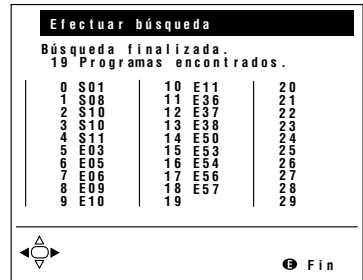 Efectuar búsqueda
Búsqueda finalizada.
19 Programas encontrados.
0 S01 10 E11 20
1 S08 11 E36 21
2 S10 12 E37 22
3 S10 13 E38 23
4 S11 14 E50 24
5 E03 15 E53 25
6 E05 16 E54 26
7 E06 17 E56 27
8 E09 18 E57 28
9 E10 19 29
E Fin